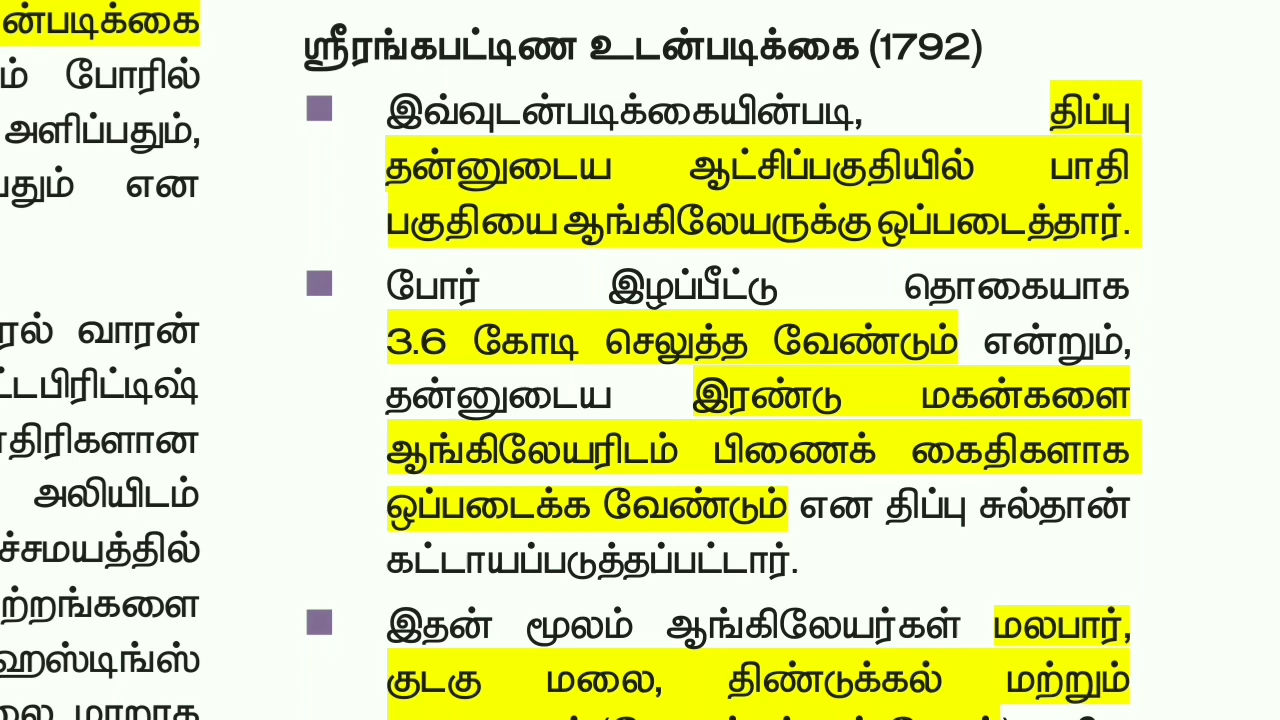 ன்படிக்கை
ம் போரில்
அளிப்பதும்,
பதும் என
ரல் வாரன்
ட்டபிரிட்டிஷ்
எதிரிகளான
அலியிடம்
ச்சமயத்தில்
ற்றங்களை
ஹேஸ்டிங்ஸ்
ஸ்ரீரங்கபட்டிண உடன்படிக்கை (1792)
இவ்வுடன்படிக்கையின்படி, திப்பு
தன்னுடைய ஆட்சிப்பகுதியில் பாதி
பகுதியை ஆங்கிலேயருக்கு ஒப்படைத்தார்.
போர் இழப்பீட்டு தொகையாக
3.6 கோடி செலுத்த வேண்டும் என்றும்,
தன்னுடைய இரண்டு மகன்களை
ஆங்கிலேயரிடம் பிணைக் கைதிகளாக
ஒப்படைக்க வேண்டும் என திப்பு சுல்தான்
கட்டாயப்படுத்தப்பட்டார்.
இதன் மூலம் ஆங்கிலேயர்கள் மலபார்,
குடகு மலை, திண்டுக்கல் மற்றும்